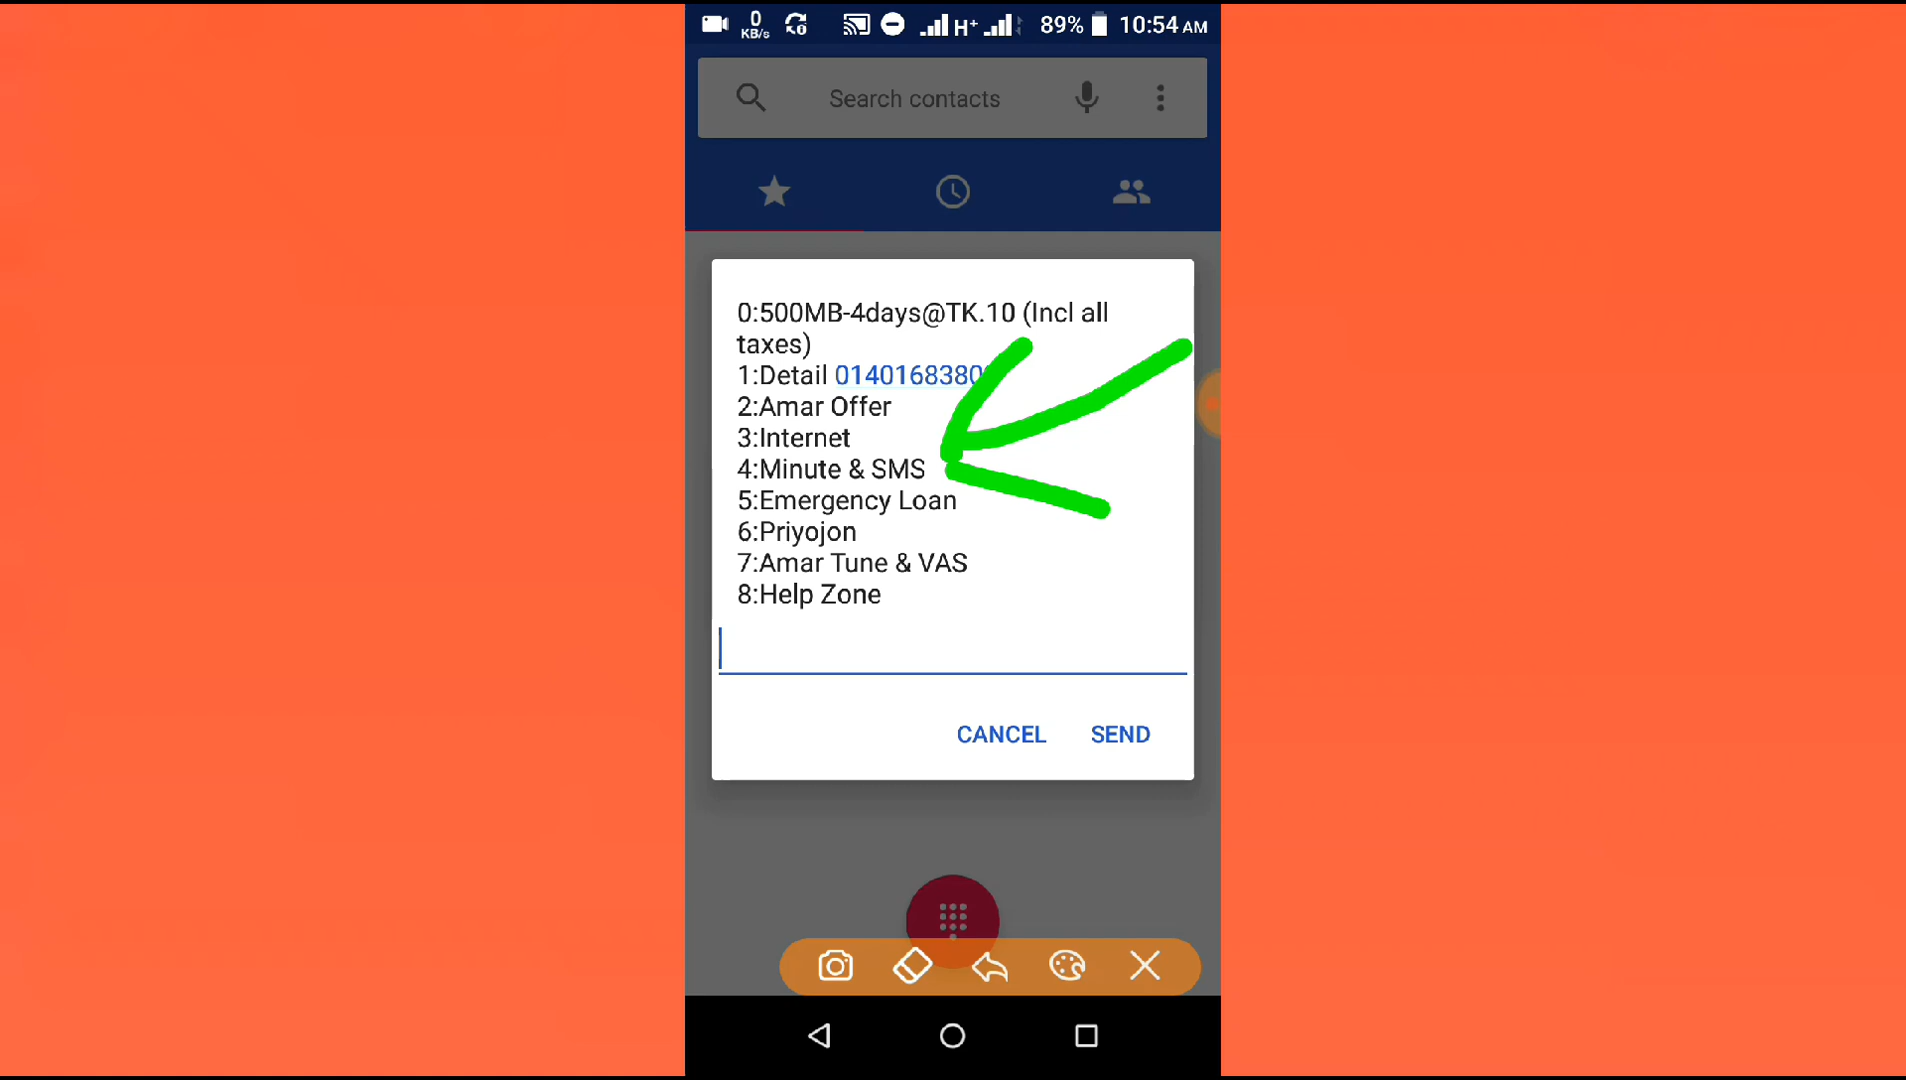 0
KB/s
H+
89%
10:54 AM
Search contacts
0:500MB-4days@TK.10 (Incl all
taxes)
1:Detail 0140168380
2:Amar Offer
3:Internet
4:Minute & SMS
5:Emergency Loan
6:Priyojon
7:Amar Tune & VAS
8:Help Zone
CANCEL
SEND